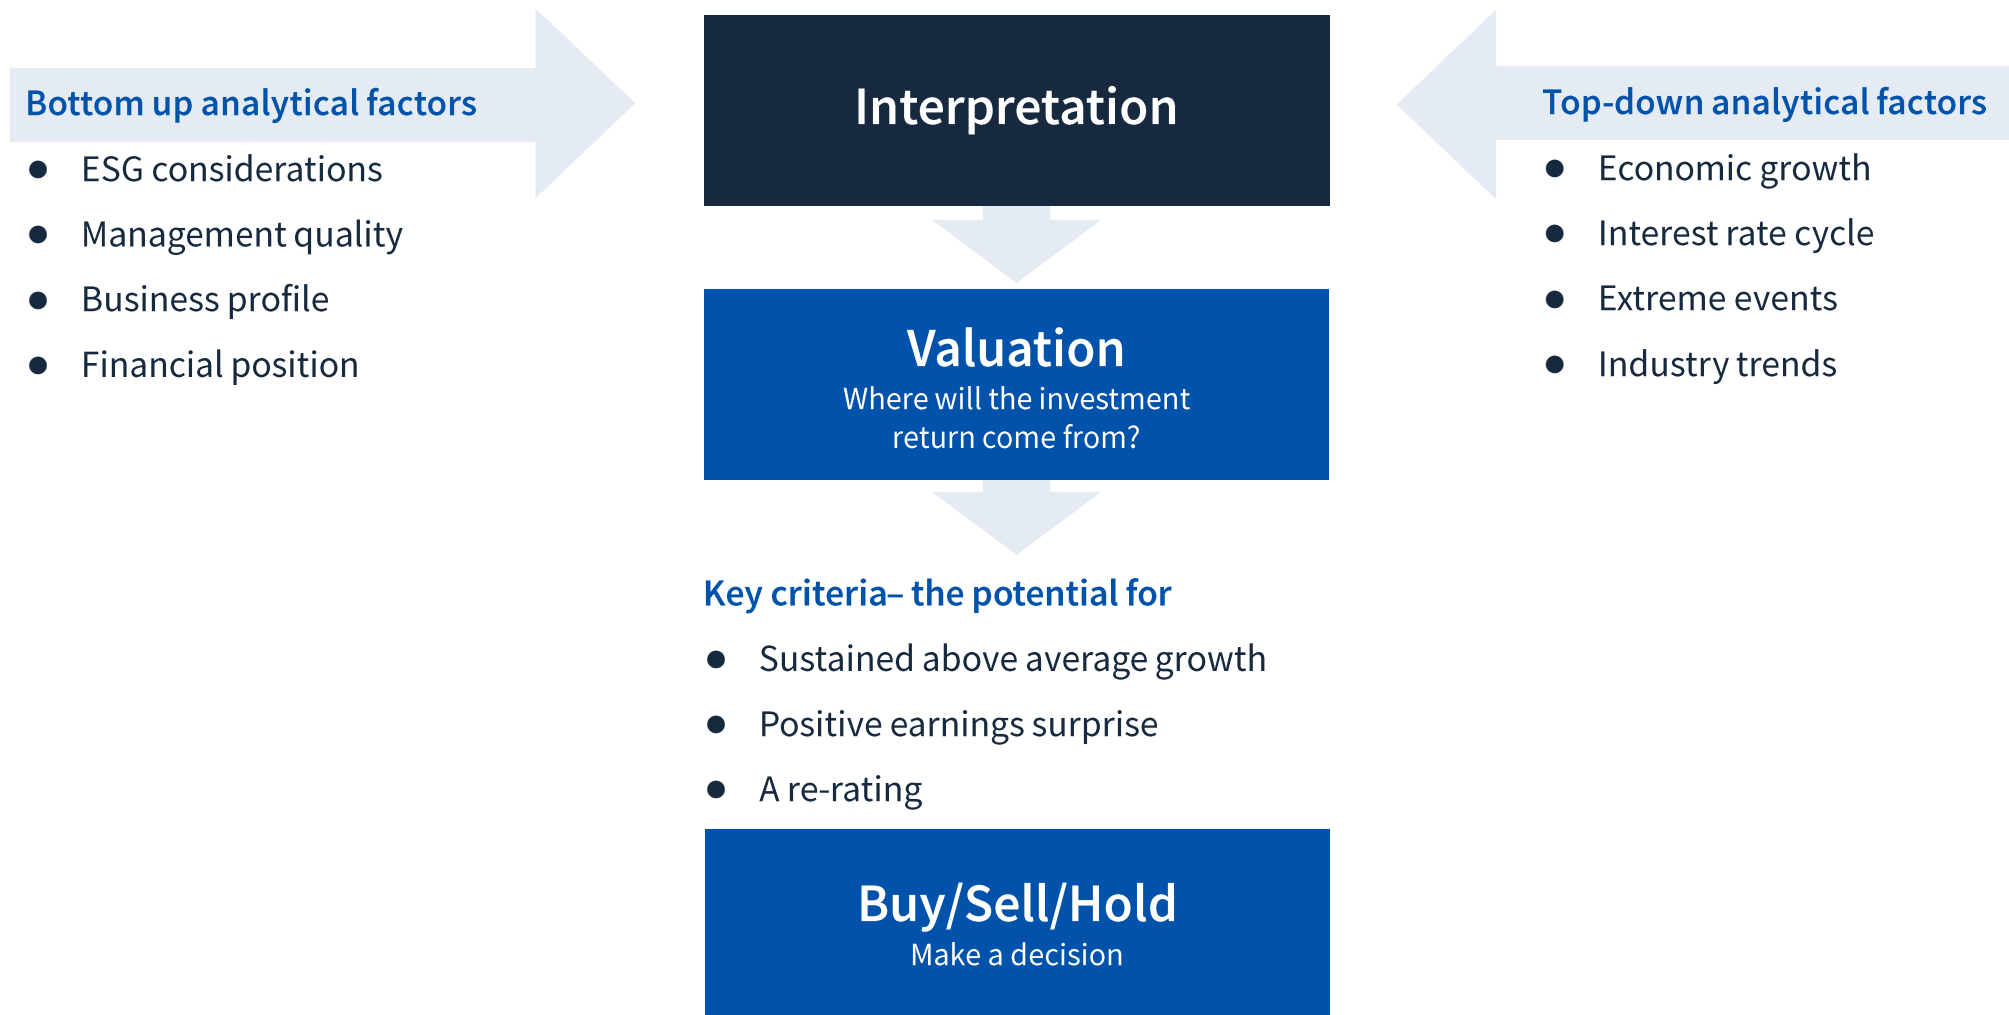 Bottom up analytical factors
● ESG considerations
● Management quality
● Business profile
● Financial position
Interpretation
Valuation
Where will the investment
return come from?
Key criteria– the potential for
● Sustained above average growth
● Positive earnings surprise
● A re-rating
Buy/Sell/Hold
Make a decision
Top-down analytical factors
● Economic growth
● Interest rate cycle
● Extreme events
● Industry trends